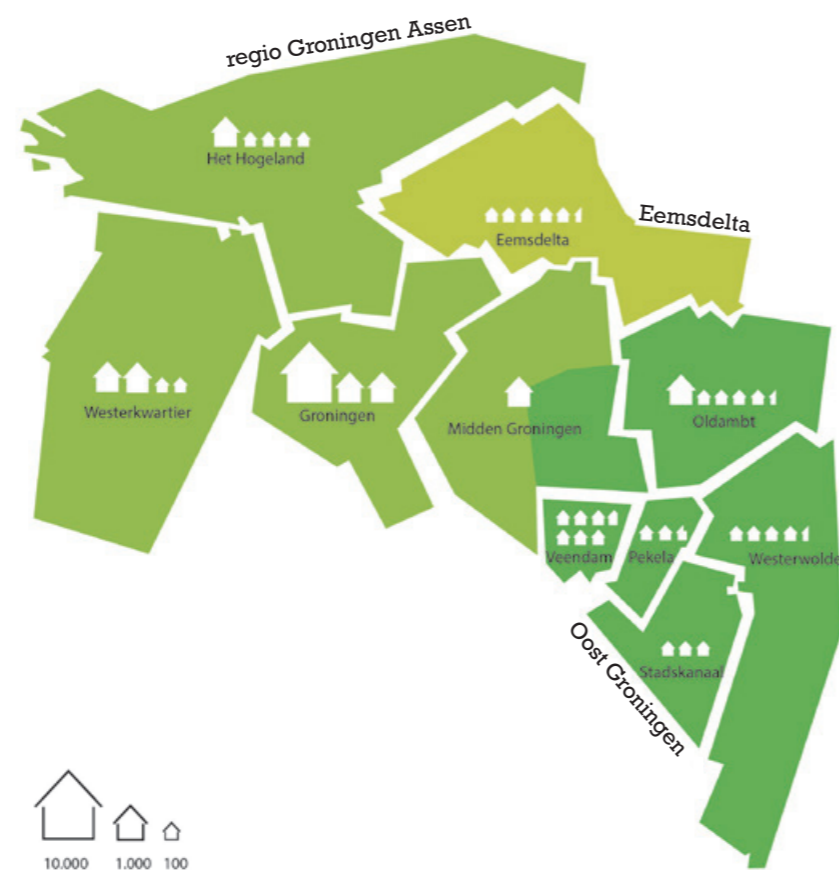 regio Groningen Assen
Het Hogeland
Eemsdelta
Eemsdelta
Westerkwartier
Groningen
Midden Groningen
Oldambt
Veendam
Pekela
Westerwolde
Stadskanaal
Oost Groningen
10.000 1.000 100